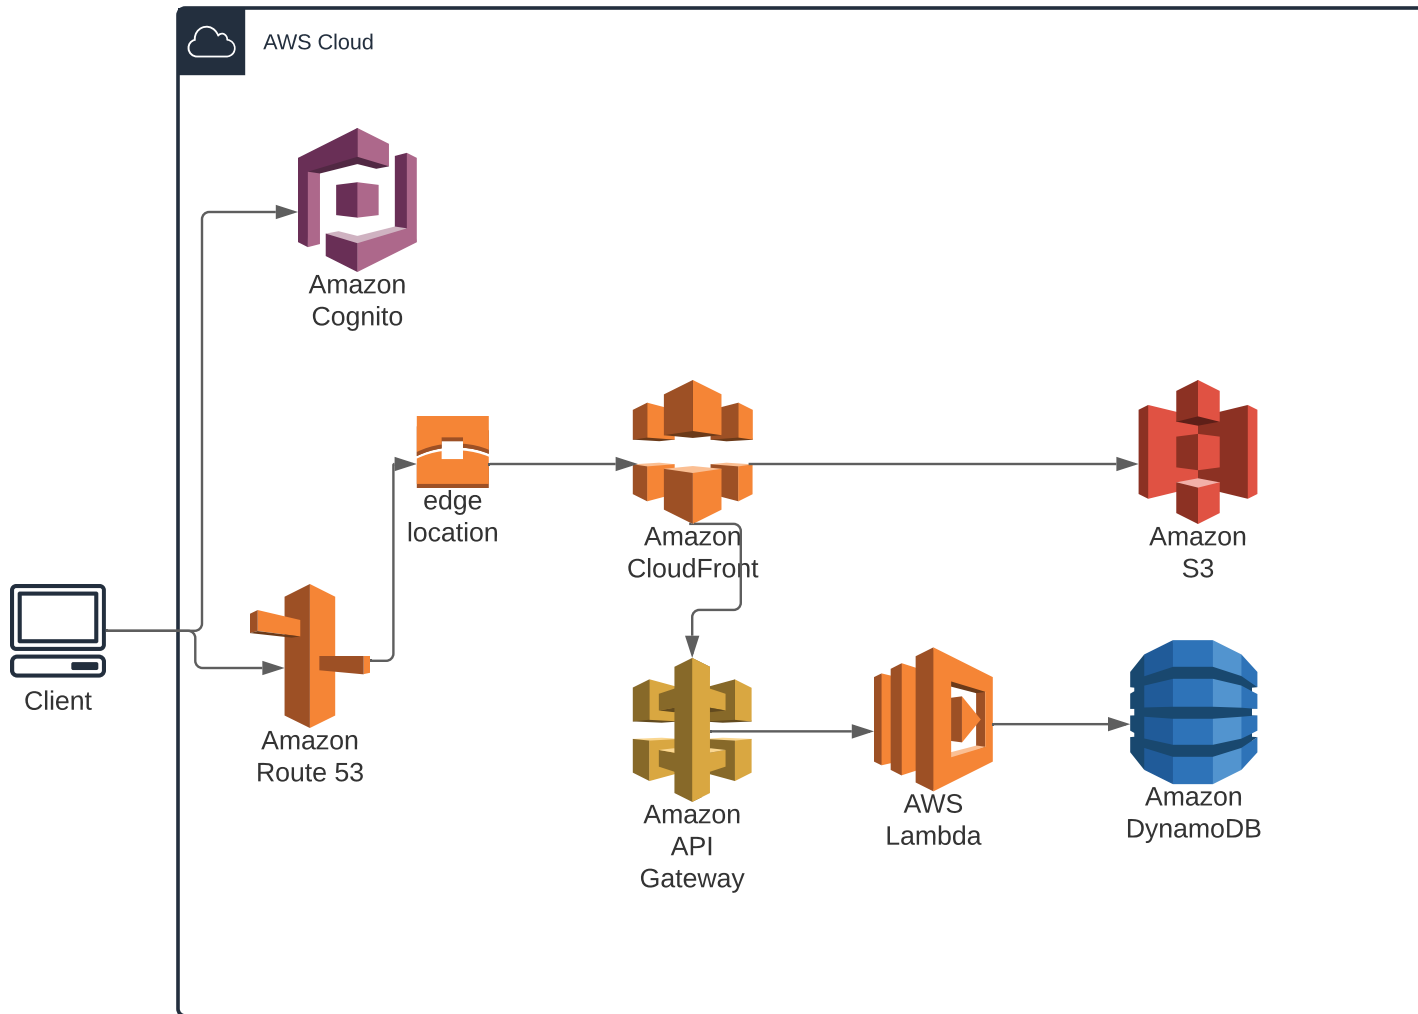 AWS Cloud
Amazon
Cognito
edge
location
Amazon
CloudFront
Amazon
S3
Client
Amazon
Route 53
Amazon
API
Gateway
AWS
Lambda
Amazon
DynamoDB